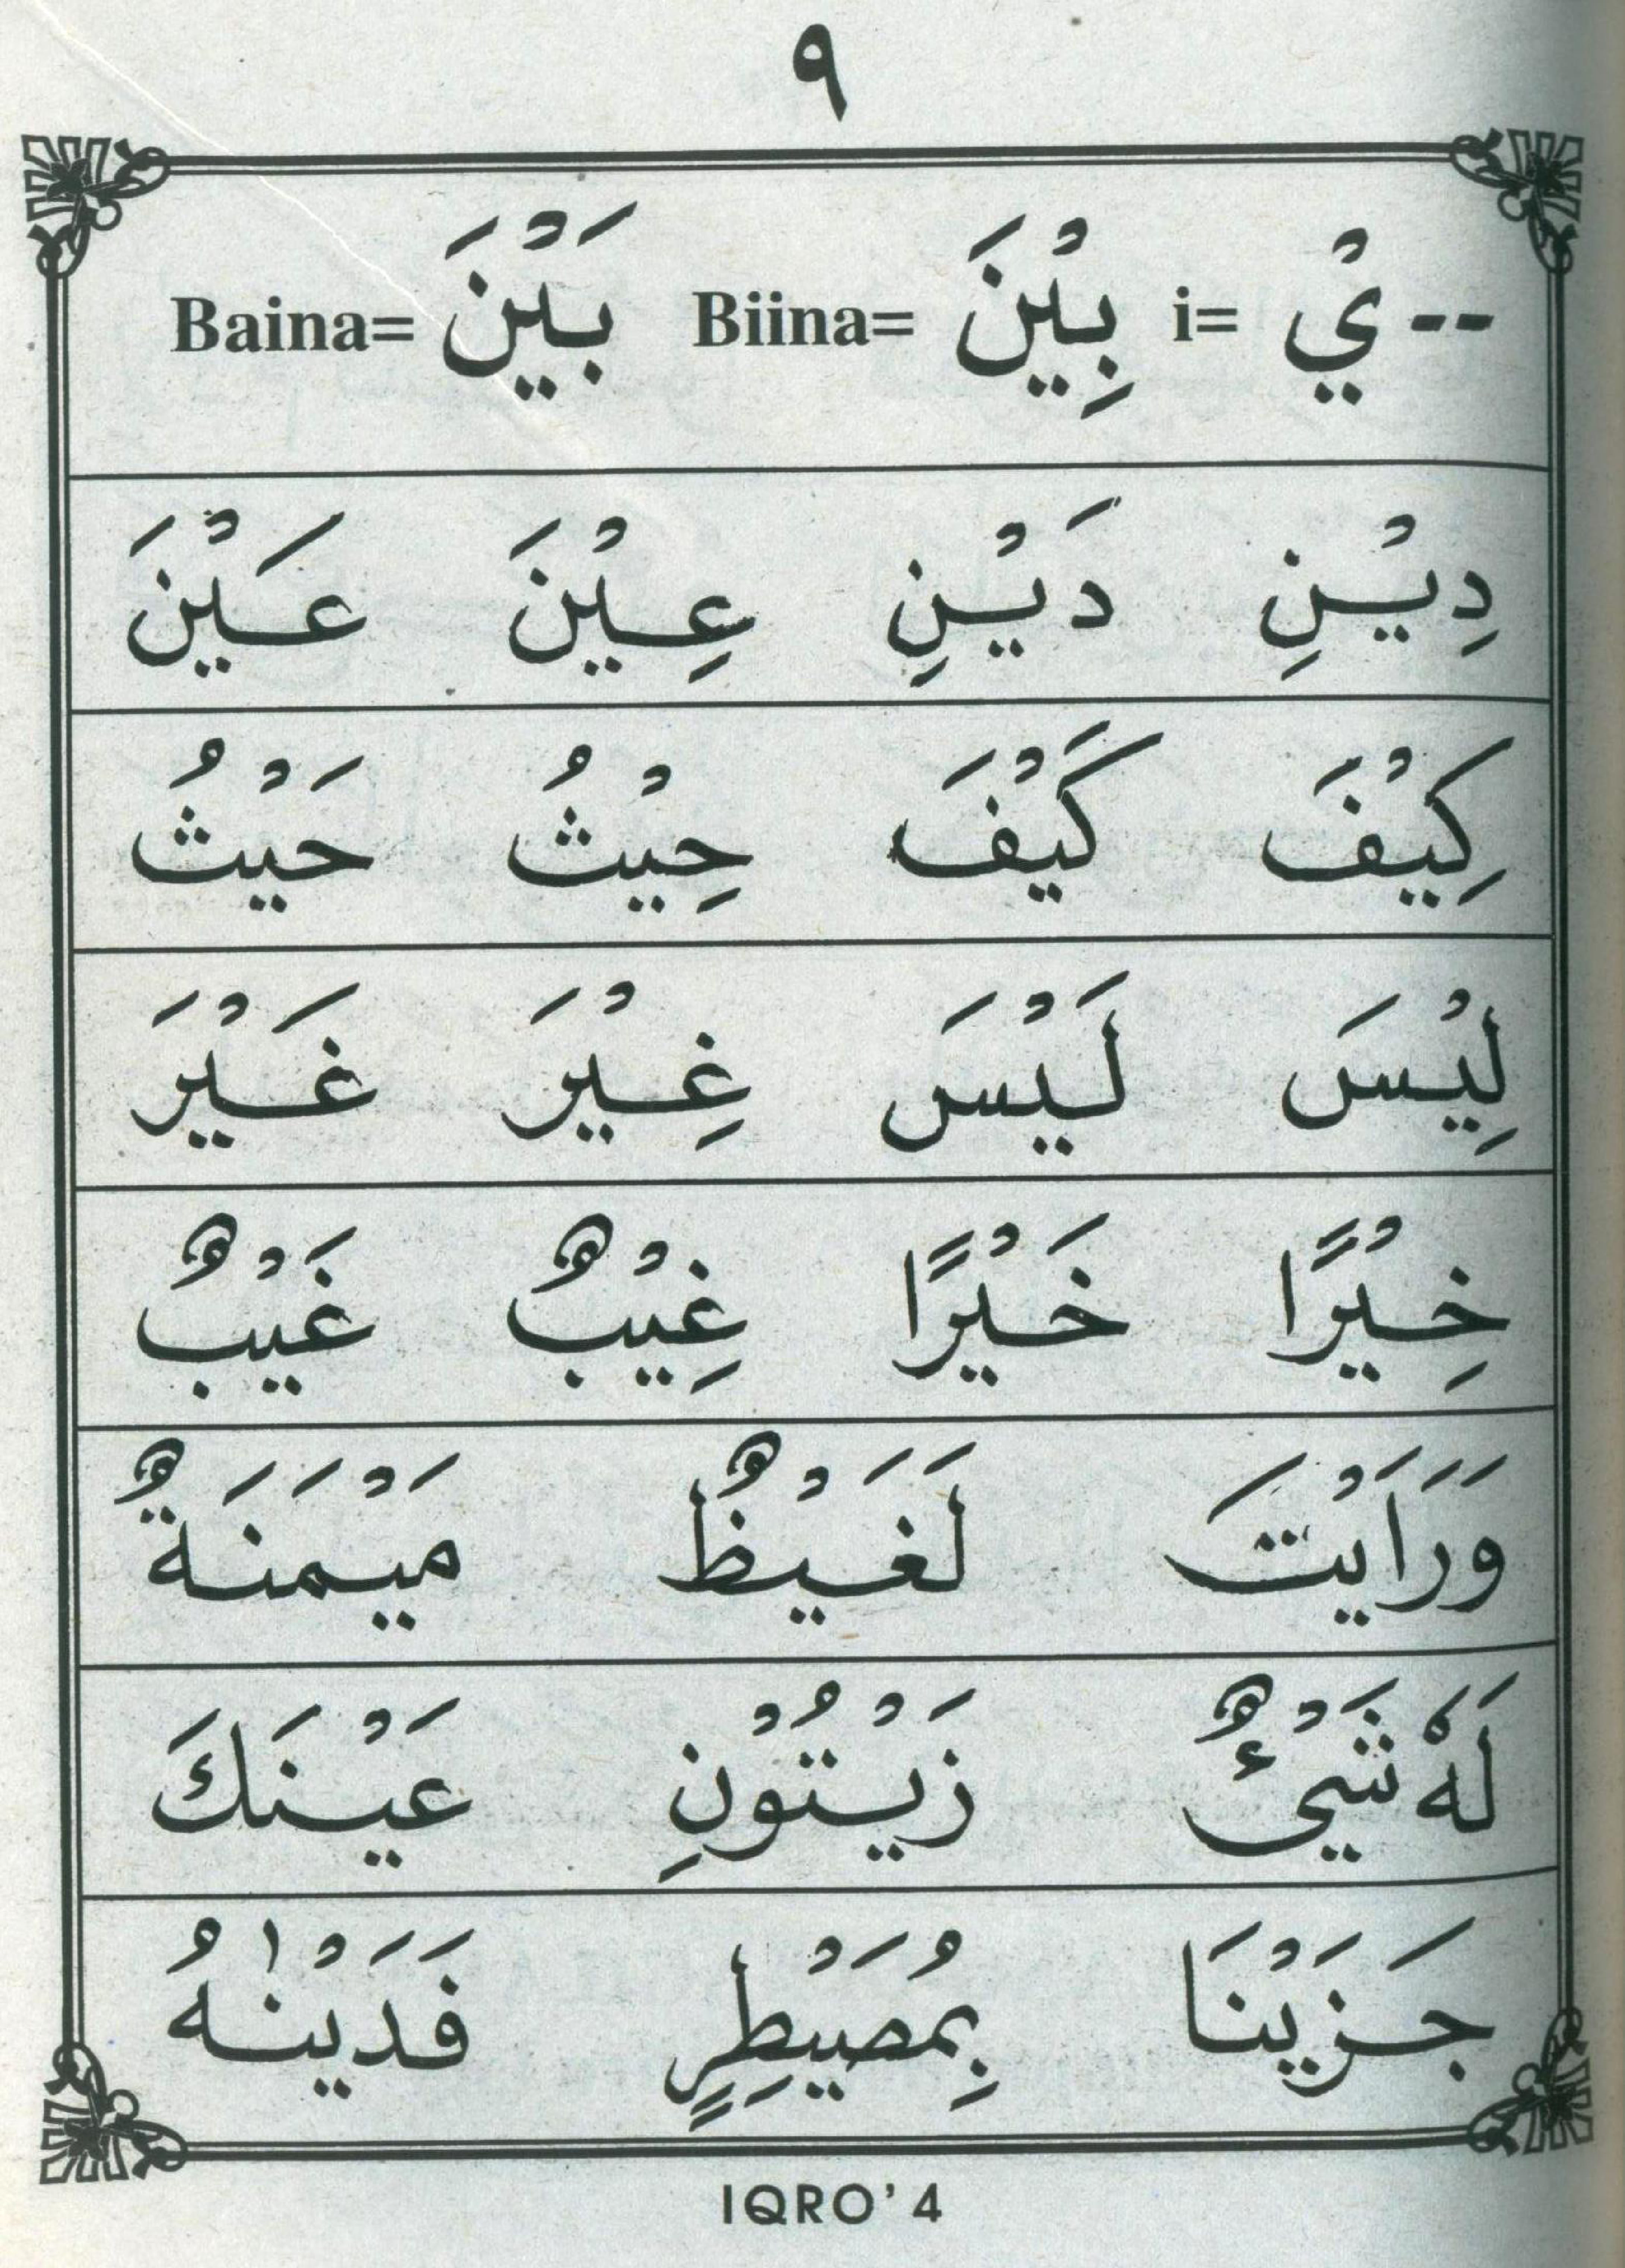 ٩
--يْ =i بِيْنَ =Biina بَيْنَ =Baina
دِيْنِ دَيْنِ عِيْنَ عَيْنَ
كِيْفَ كَيْفَ حِيْثُ حَيْثُ
لِيْسَ لَيْسَ غِيْرَ غَيْرَ
خِيْرًا خَيْرًا غِيْبٌ غَيْبٌ
وَرَاَيْتَ لَغَيْظٌ مَيْمَنَةٌ
لَهٗ شَيْئٌ زَيْتُوْنِ عَيْنَكَ
جَزَيْنَا بِمُصَيْطِرٍ فَدَيْنٰهُ
IQRO' 4